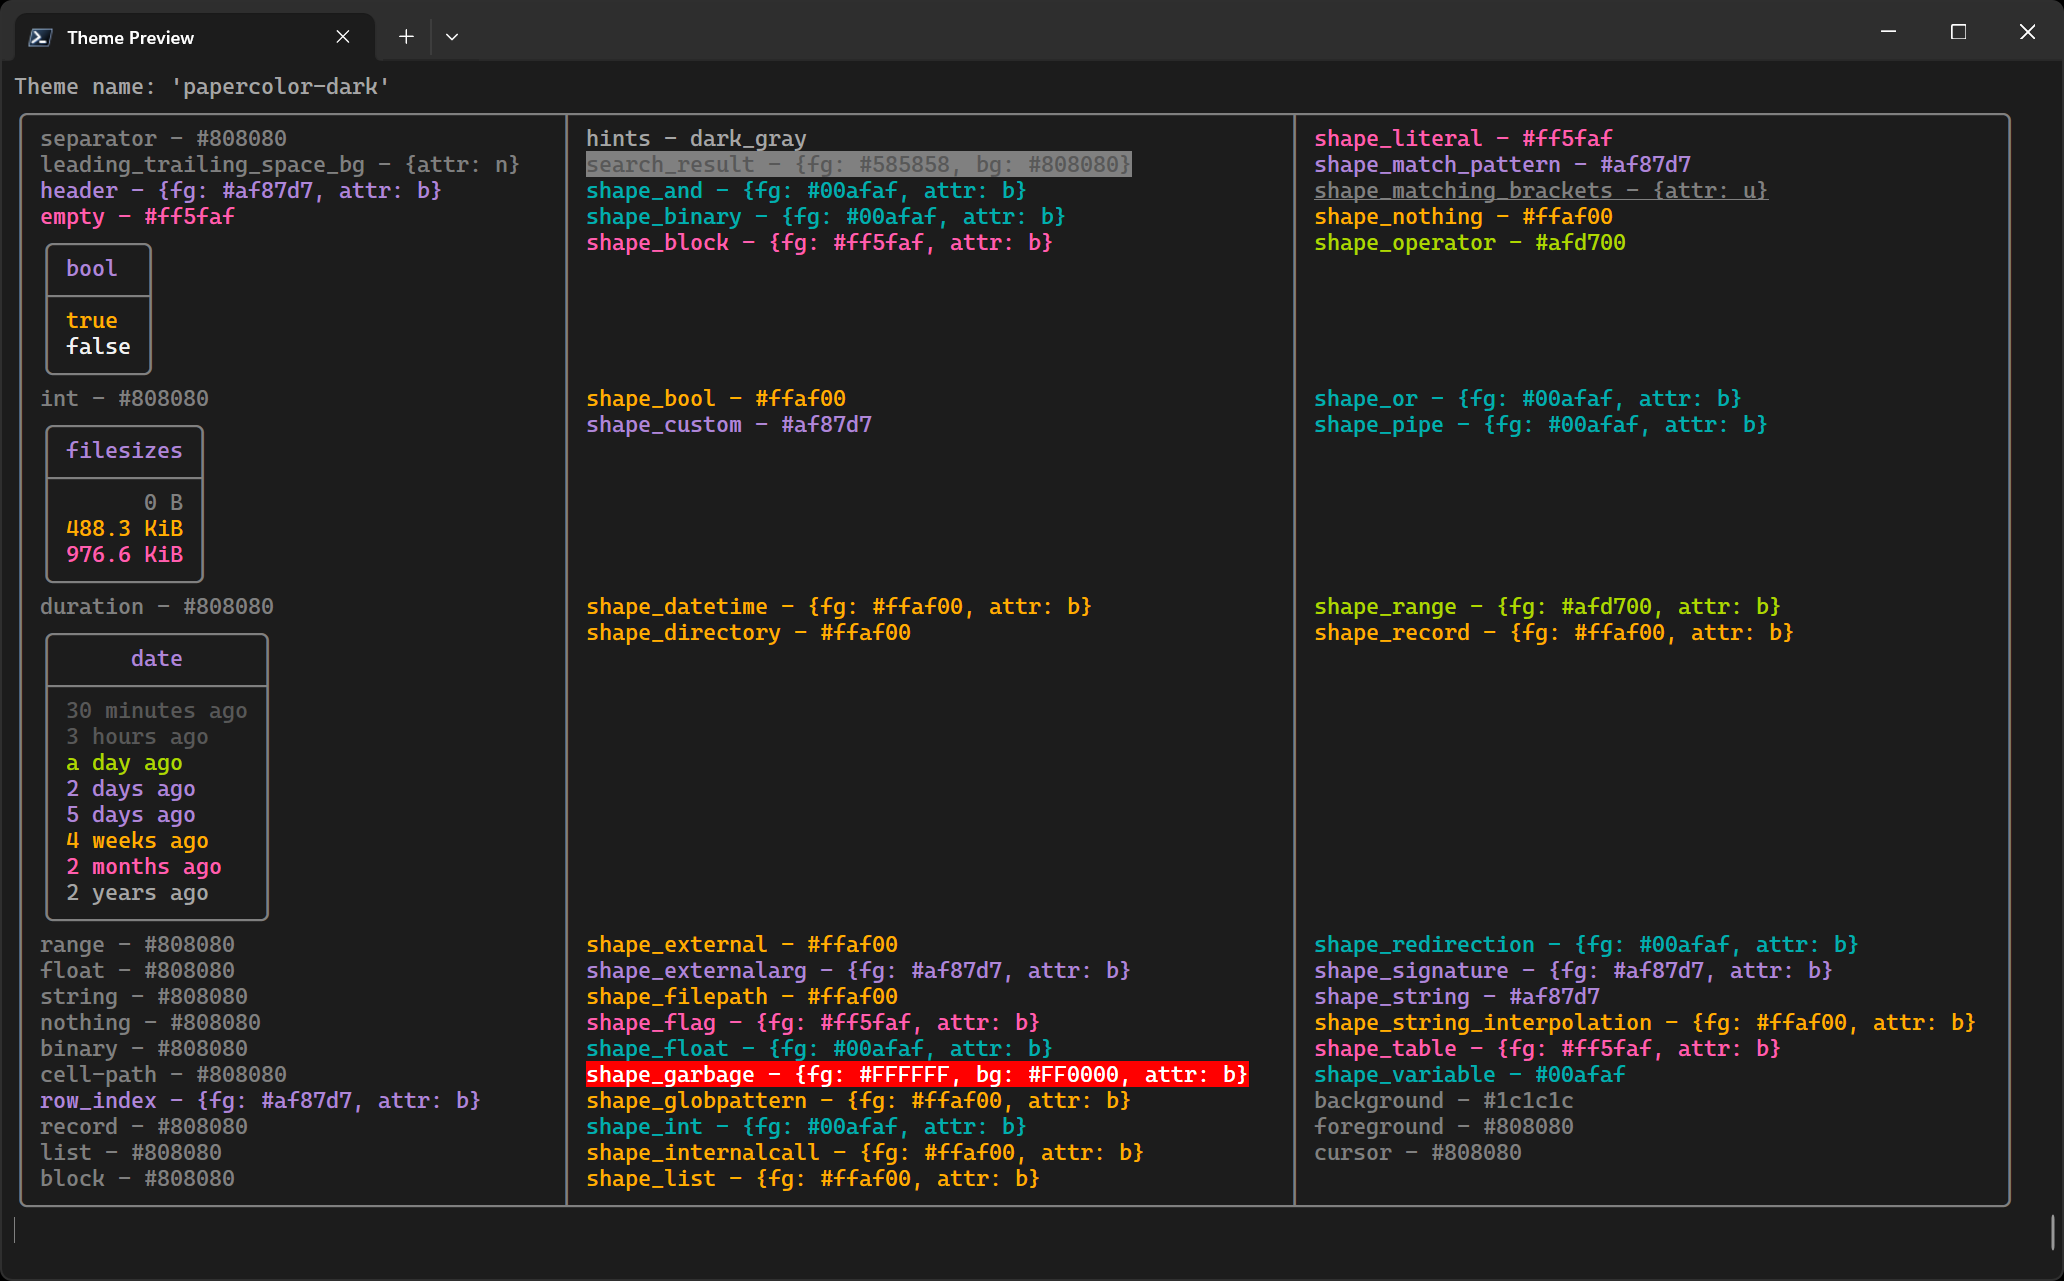 Theme Preview
Theme name: 'papercolor-dark'
separator - #808080
leading_trailing_space_bg - {attr: n}
header - {fg: #af87d7, attr: b}
empty - #ff5faf
bool
true
false
int - #808080
filesizes
0 B
488.3 KiB
976.6 KiB
duration - #808080
date
30 minutes ago
3 hours ago
a day ago
2 days ago
5 days ago
4 weeks ago
2 months ago
2 years ago
range - #808080
float - #808080
string - #808080
nothing - #808080
binary - #808080
cell-path - #808080
row_index - {fg: #af87d7, attr: b}
record - #808080
list - #808080
block - #808080
hints - dark_gray
search_result - {fg: #585858, bg: #808080}
shape_and - {fg: #00afaf, attr: b}
shape_binary - {fg: #00afaf, attr: b}
shape_block - {fg: #ff5faf, attr: b}
shape_bool - #ffaf00
shape_custom - #af87d7
shape_datetime - {fg: #ffaf00, attr: b}
shape_directory - #ffaf00
shape_external - #ffaf00
shape_externalarg - {fg: #af87d7, attr: b}
shape_filepath - #ffaf00
shape_flag - {fg: #ff5faf, attr: b}
shape_float - {fg: #00afaf, attr: b}
shape_garbage - {fg: #FFFFFF, bg: #FF0000, attr: b}
shape_globpattern - {fg: #ffaf00, attr: b}
shape_int - {fg: #00afaf, attr: b}
shape_internalcall - {fg: #ffaf00, attr: b}
shape_list - {fg: #ffaf00, attr: b}
shape_literal - #ff5faf
shape_match_pattern - #af87d7
shape_matching_brackets - {attr: u}
shape_nothing - #ffaf00
shape_operator - #afd700
shape_or - {fg: #00afaf, attr: b}
shape_pipe - {fg: #00afaf, attr: b}
shape_range - {fg: #afd700, attr: b}
shape_record - {fg: #ffaf00, attr: b}
shape_redirection - {fg: #00afaf, attr: b}
shape_signature - {fg: #af87d7, attr: b}
shape_string - #af87d7
shape_string_interpolation - {fg: #ffaf00, attr: b}
shape_table - {fg: #ff5faf, attr: b}
shape_variable - #00afaf
background - #1c1c1c
foreground - #808080
cursor - #808080